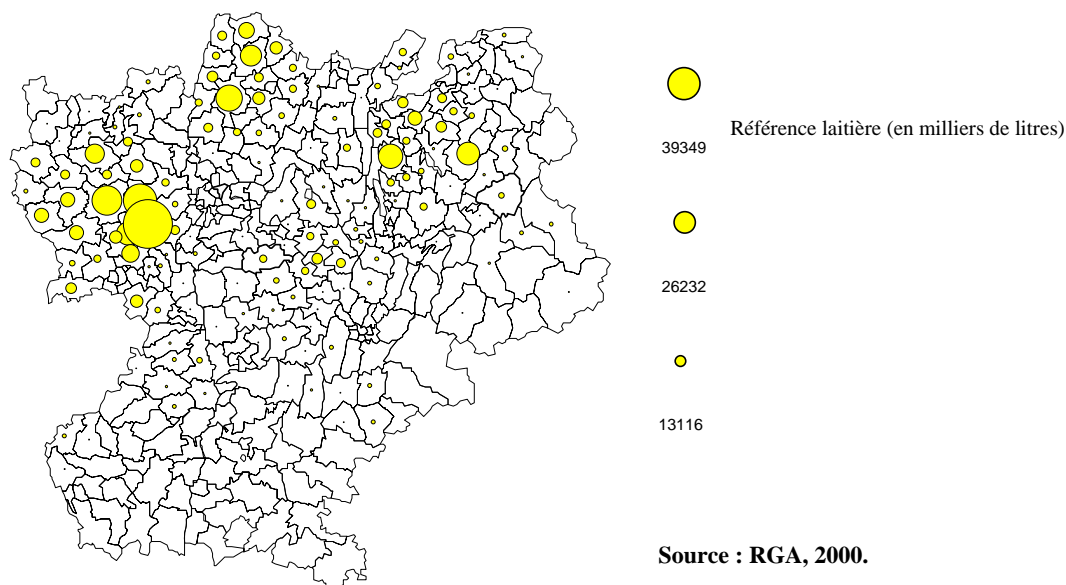 Référence laitière (en milliers de litres)
39349
26232
13116
Source : RGA, 2000.